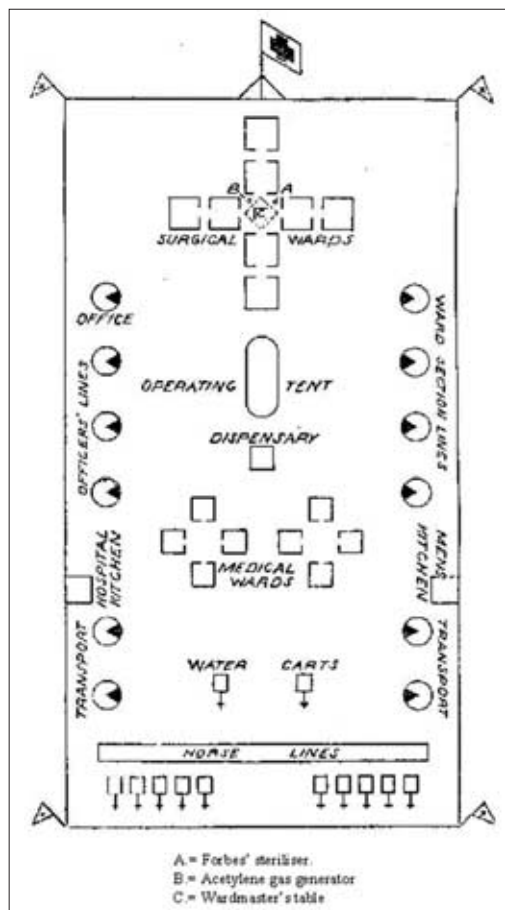 B A
C
SURGICAL WARDS
OFFICE
WARD SECTION LINES
OFFICERS' LINES
OPERATING TENT
DISPENSARY
HOSPITAL KITCHEN
MENS KITCHEN
MEDICAL WARDS
TRANSPORT
TRANSPORT
WATER CARTS
HORSE LINES
A.= Forbes' steriliser.
B.= Acetylene gas generator
C.= Wardmaster's table